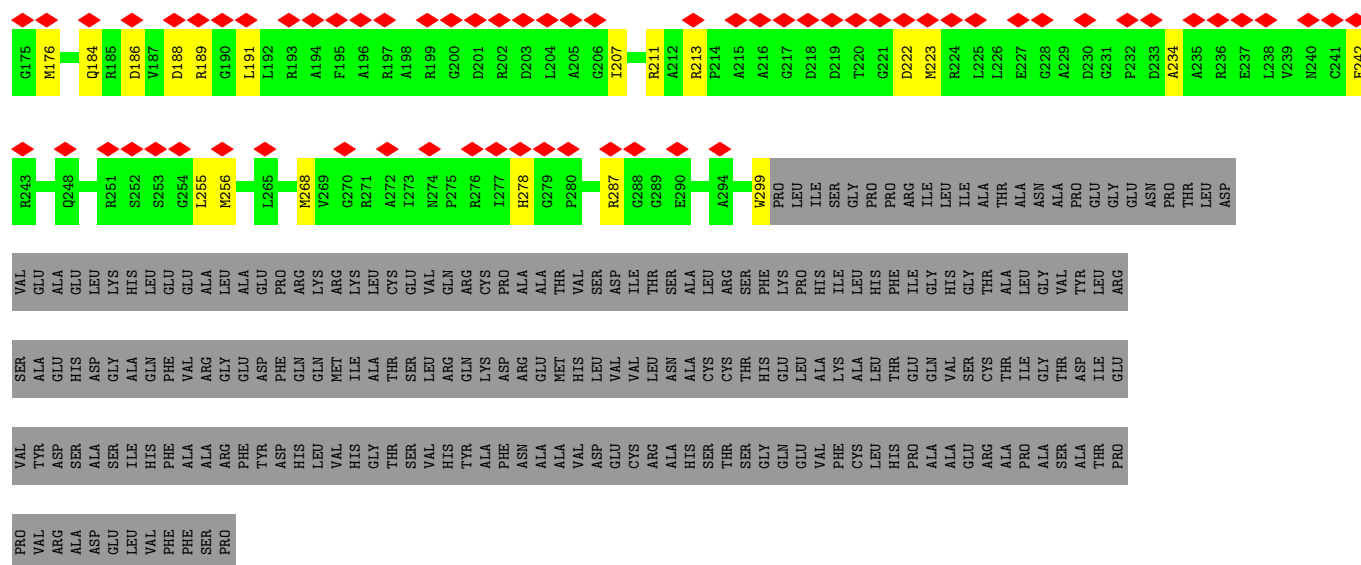 G175 M176 Q184 R185 D186 V187 D188 R189 G190 L191 L192 R193 A194 F195 A196 R197 A198 R199 G200 D201 R202 D203 L204 A205 G206 I207 R211 A212 R213 P214 A215 A216 G217 D218 D219 T220 G221 D222 M223 R224 L225 L226 E227 G228 A229 D230 G231 P232 D233 A234 A235 R236 E237 L238 V239 N240 C241
R243 Q248 R251 S252 S253 G254 L255 M256 L265 M268 V269 G270 R271 A272 I273 N274 P275 R276 I277 H278 G279 P280 R287 G288 G289 E290 A294 W299 PRO LEU ILE SER GLY PRO PRO ARG ILE LEU ILE ALA THR ALA ASN ALA PRO GLU GLY GLU ASN PRO THR LEU ASP
VAL GLU ALA GLU LEU LYS HIS LEU GLU GLU ALA LEU ALA GLU PRO ARG LYS ARG LYS LEU CYS GLU VAL GLN ARG CYS PRO ALA ALA THR VAL SER ASP ILE THR SER ALA LEU ARG SER PHE LYS PRO HIS ILE LEU HIS PHE ILE GLY HIS GLY THR ALA LEU GLY VAL TYR LEU ARG
SER ALA GLU HIS ASP GLY ALA GLN PHE VAL ARG GLY GLU ASP PHE GLN GLN MET ILE ALA THR SER LEU ARG GLN LYS ASP ARG GLU MET HIS LEU VAL VAL LEU ASN ALA CYS CYS THR HIS GLU LEU ALA LYS ALA LEU THR GLU GLN VAL SER CYS THR ILE GLY THR ASP ILE GLU
VAL TYR ASP SER ALA SER ILE HIS PHE ALA ALA ARG PHE TYR ASP HIS LEU VAL HIS GLY THR SER VAL HIS TYR ALA PHE ASN ALA ALA VAL ASP GLU CYS ARG ALA HIS SER THR SER GLY GLN GLU VAL PHE CYS LEU HIS PRO ALA ALA GLU ARG ALA PRO ALA SER ALA THR PRO
PRO VAL ARG ALA ASP GLU LEU VAL PHE PHE SER PRO